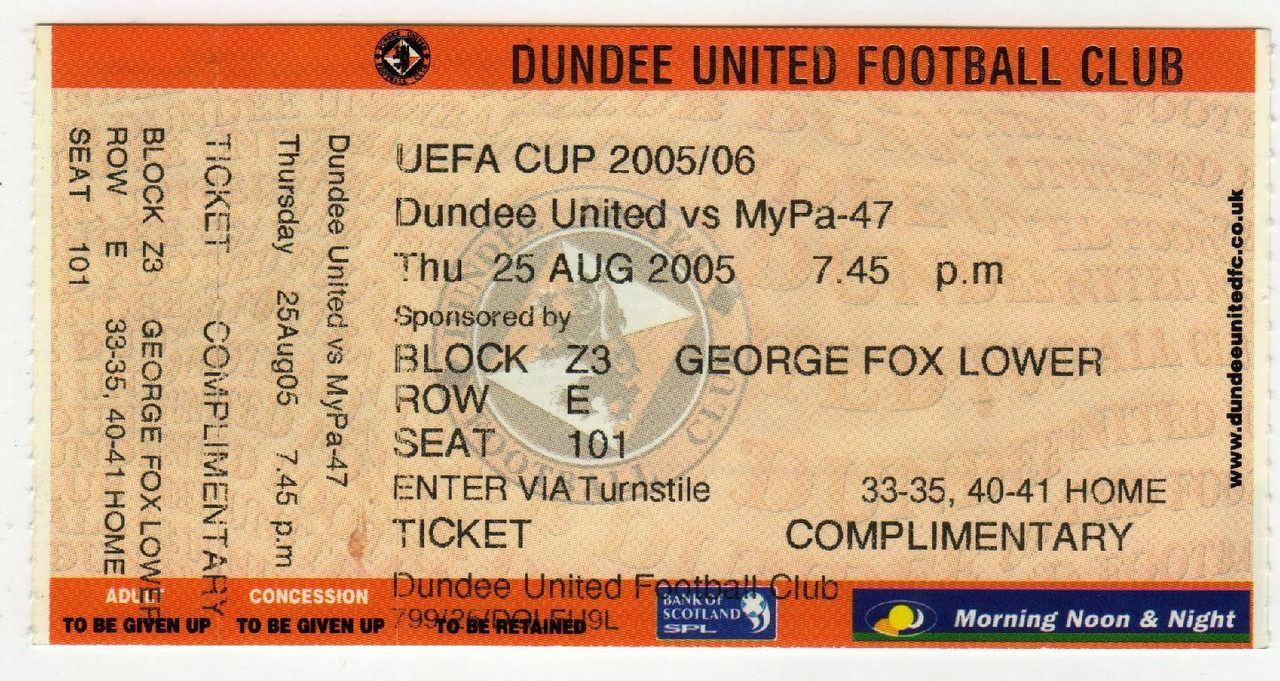 DUNDEE UNITED FOOTBALL CLUB
UEFA CUP 2005/06
Dundee United vs MyPa-47
Thu 25 AUG 2005 7.45 p.m
Sponsored by
BLOCK Z3 GEORGE FOX LOWER
ROW E
SEAT 101
ENTER VIA Turnstile 33-35, 40-41 HOME
TICKET COMPLIMENTARY
Dundee United Football Club
TO BE RETAINED
BANK OF
SCOTLAND
SPL
Morning Noon & Night
www.dundeeunitedfc.co.uk
Dundee United vs MyPa-47
Thursday 25Aug05 7.45 p.m
TICKET COMPLIMENTARY
BLOCK Z3 GEORGE FOX LOWER
ROW E 33-35, 40-41 HOME
SEAT 101
ADULT
TO BE GIVEN UP
CONCESSION
TO BE GIVEN UP
DUNDEE UNITED
FOOTBALL CLUB